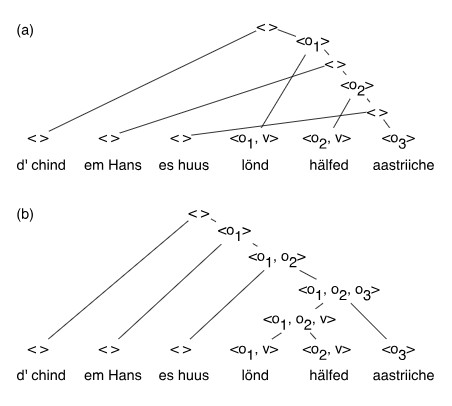 (a)
< >
<o1>
< >
<o2>
< >
< > < > < > <o1, v> <o2, v> <o3>
d' chind em Hans es huus lönd hälfed aastriiche
(b)
< >
<o1>
<o1, o2>
<o1, o2, o3>
<o1, o2, v>
< > < > < > <o1, v> <o2, v> <o3>
d' chind em Hans es huus lönd hälfed aastriiche